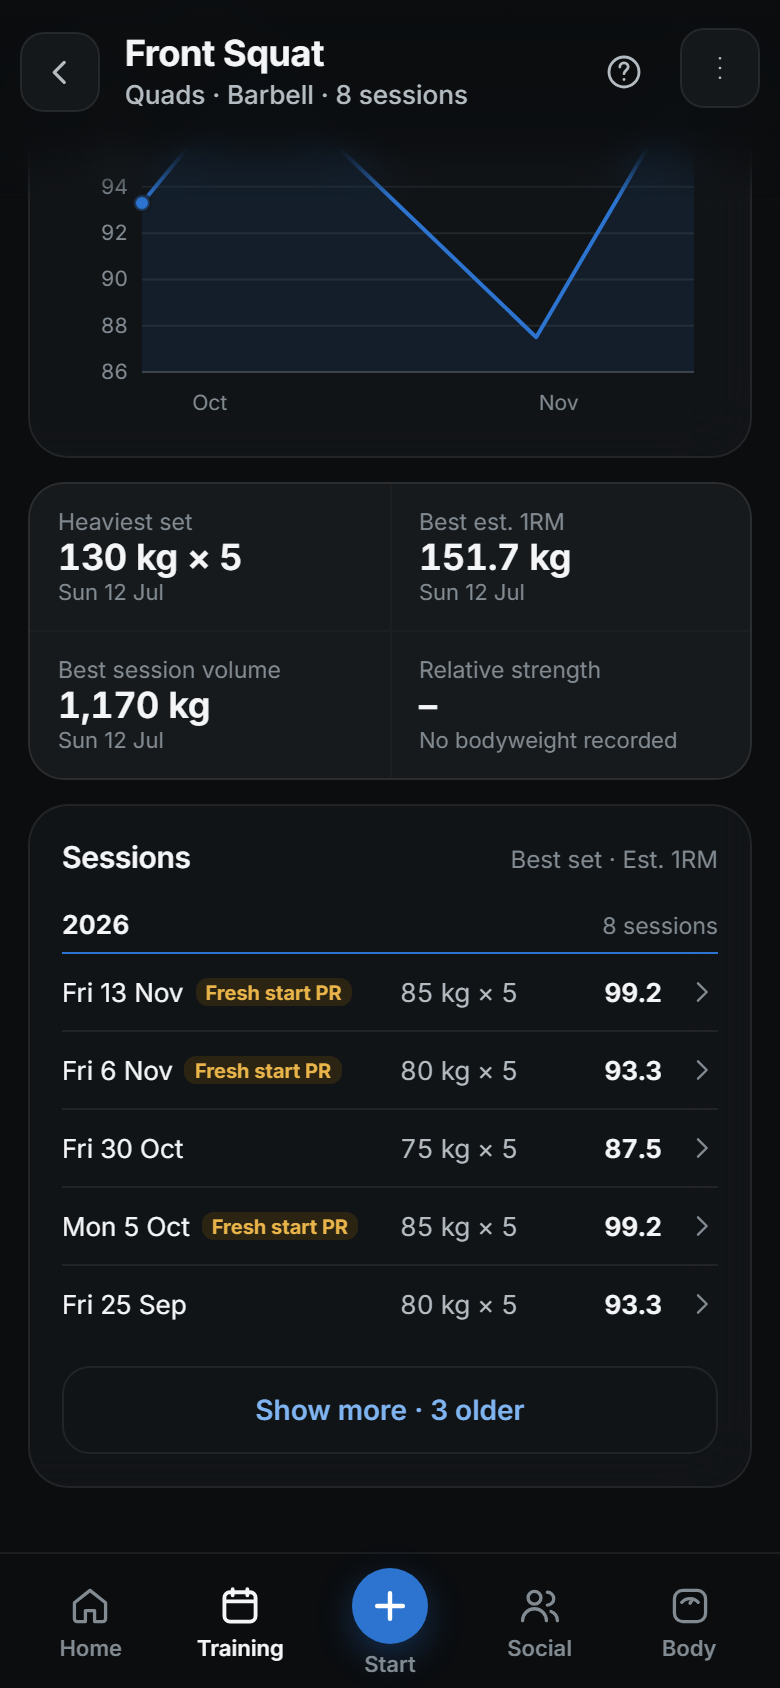 Front Squat
Quads · Barbell · 8 sessions
94
92
90
88
86
Oct Nov
Heaviest set
130 kg × 5
Sun 12 Jul
Best est. 1RM
151.7 kg
Sun 12 Jul
Best session volume
1,170 kg
Sun 12 Jul
Relative strength
–
No bodyweight recorded
Sessions Best set · Est. 1RM
2026 8 sessions
Fri 13 Nov Fresh start PR 85 kg × 5 99.2
Fri 6 Nov Fresh start PR 80 kg × 5 93.3
Fri 30 Oct 75 kg × 5 87.5
Mon 5 Oct Fresh start PR 85 kg × 5 99.2
Fri 25 Sep 80 kg × 5 93.3
Show more · 3 older
Home Training Start Social Body